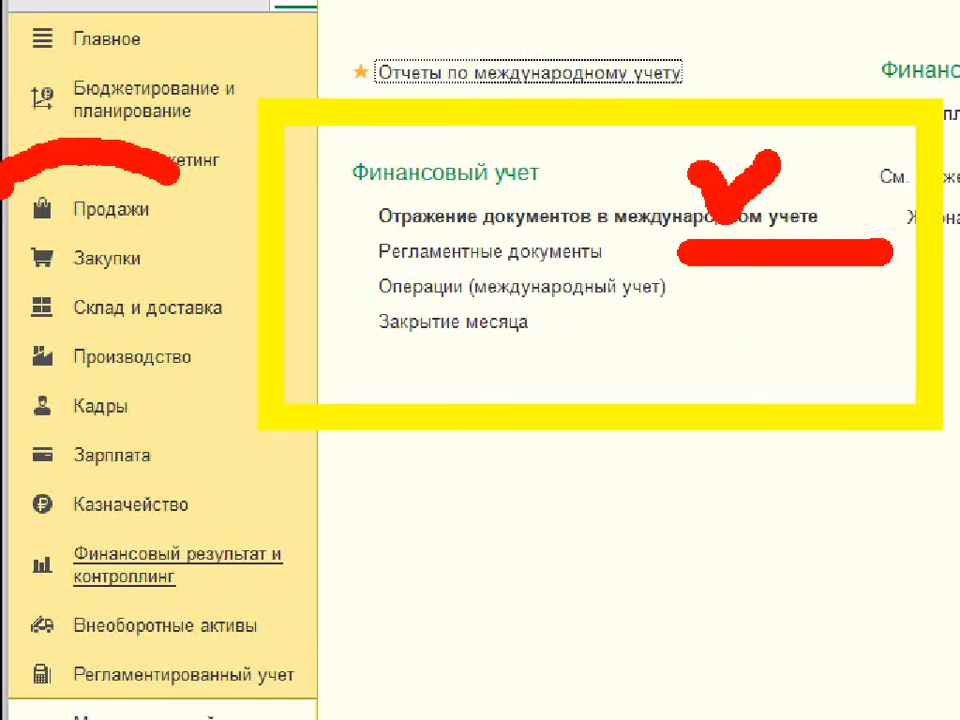 Главное
Бюджетирование и
планирование
Продажи
Закупки
Склад и доставка
Производство
Кадры
Зарплата
Казначейство
Финансовый результат и
контроллинг
Внеоборотные активы
Регламентированный учет
Отчеты по международному учету
Финансовый учет
Отражение документов в международном учете
Регламентные документы
Операции (международный учет)
Закрытие месяца
См.